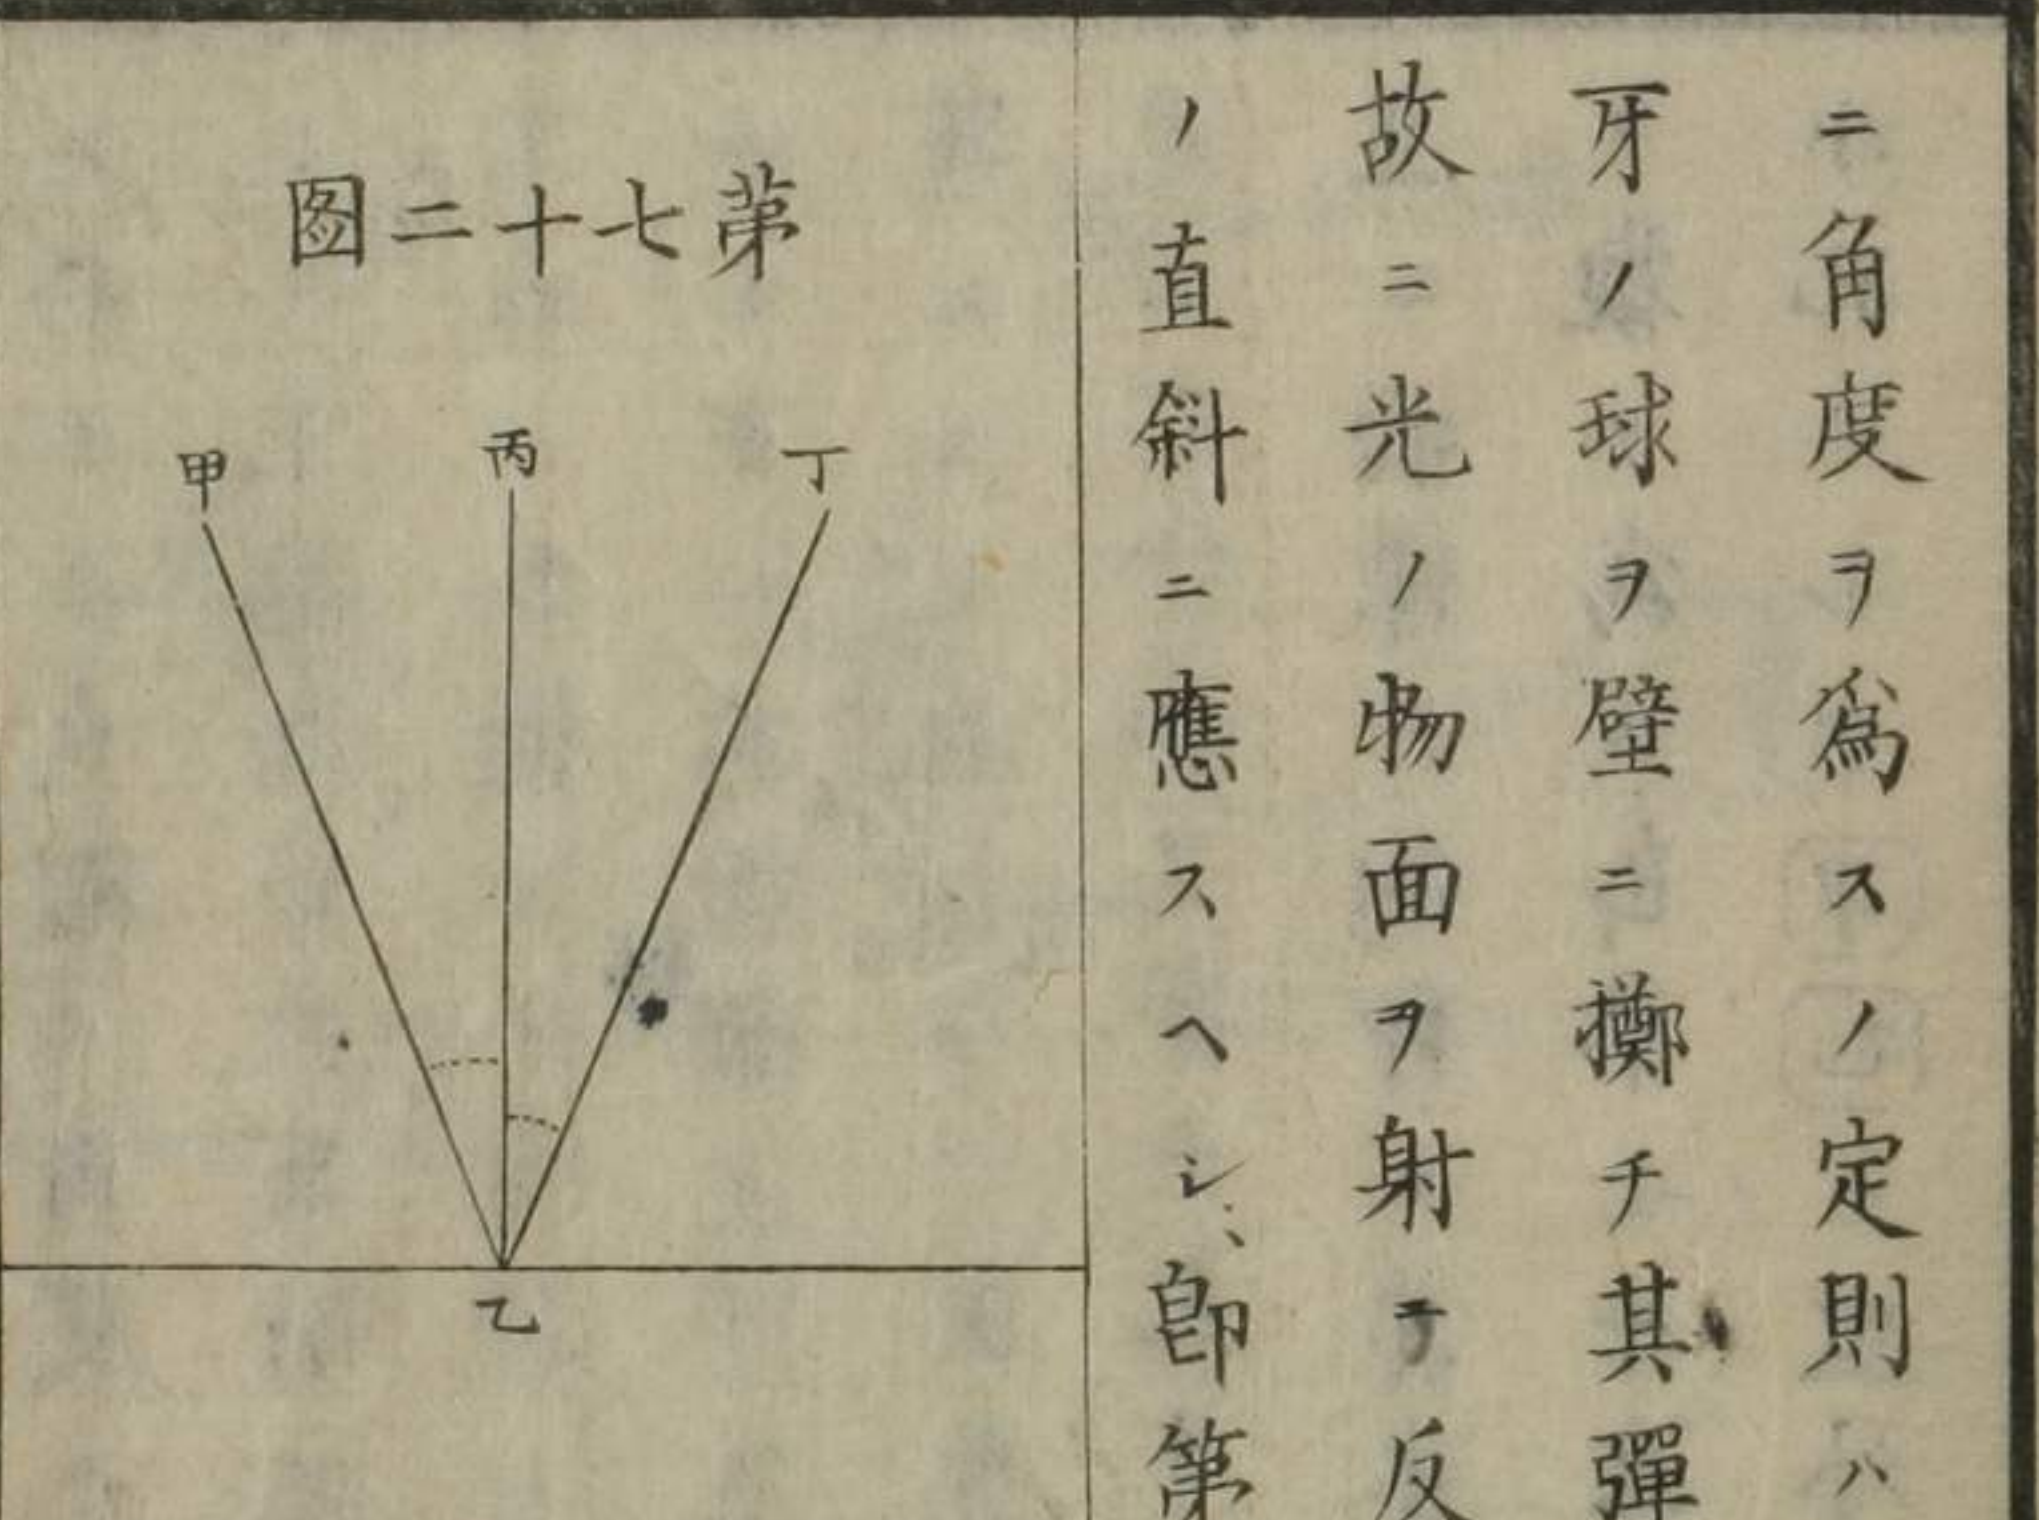 ニ角度ヲ爲スノ定則ハ
牙ノ球ヲ壁ニ擲チ其彈
故ニ光ノ物面ヲ射テ反
ノ直斜ニ應スヘシ、即第
第七十二图
甲
丙
丁
乙